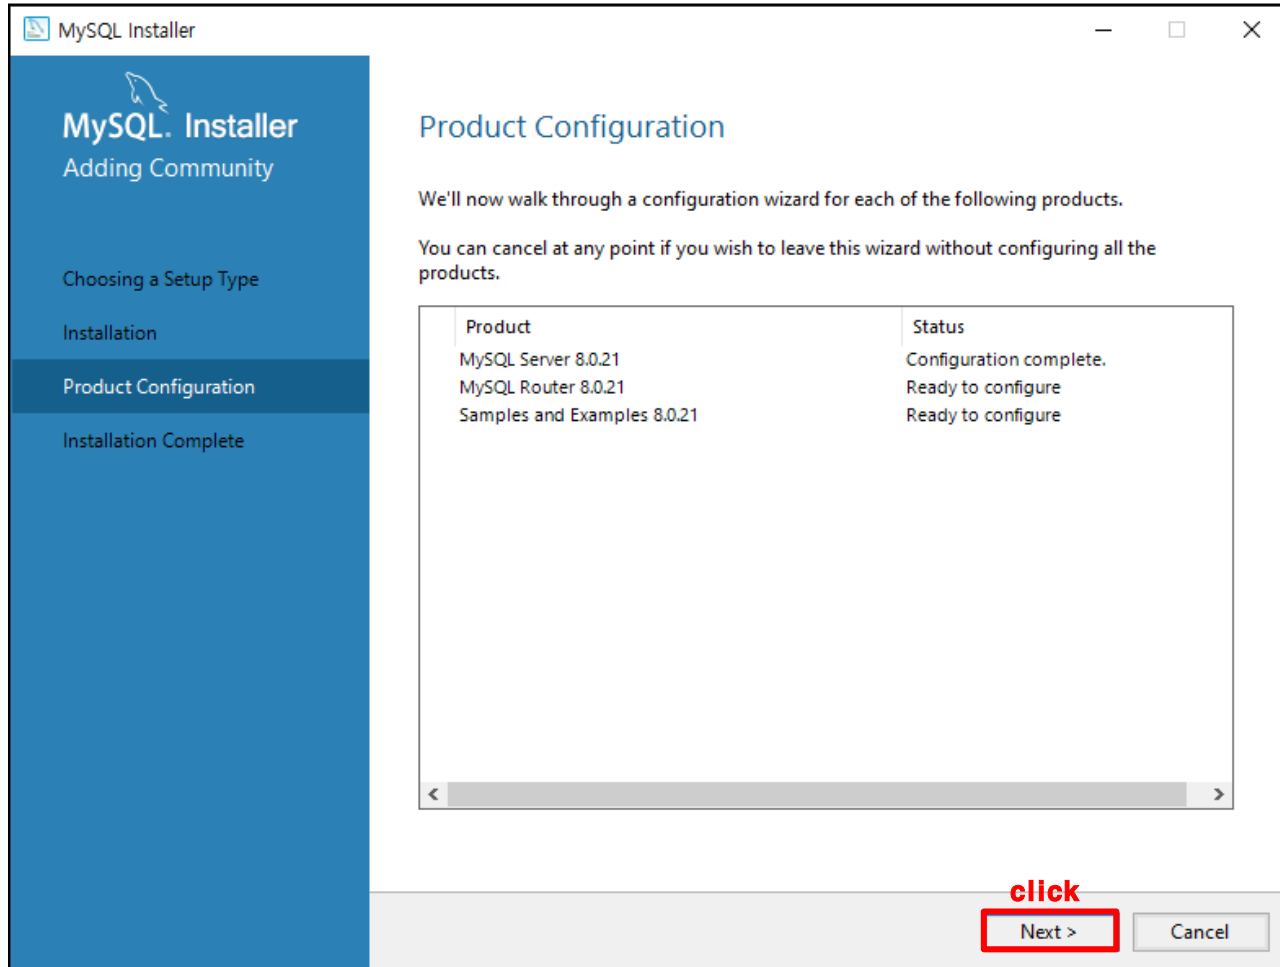 MySQL Installer
MySQL. Installer
Adding Community
Choosing a Setup Type
Installation
Product Configuration
Installation Complete
Product Configuration
We'll now walk through a configuration wizard for each of the following products.
You can cancel at any point if you wish to leave this wizard without configuring all the
products.
Product Status
MySQL Server 8.0.21 Configuration complete.
MySQL Router 8.0.21 Ready to configure
Samples and Examples 8.0.21 Ready to configure
click
Next > Cancel